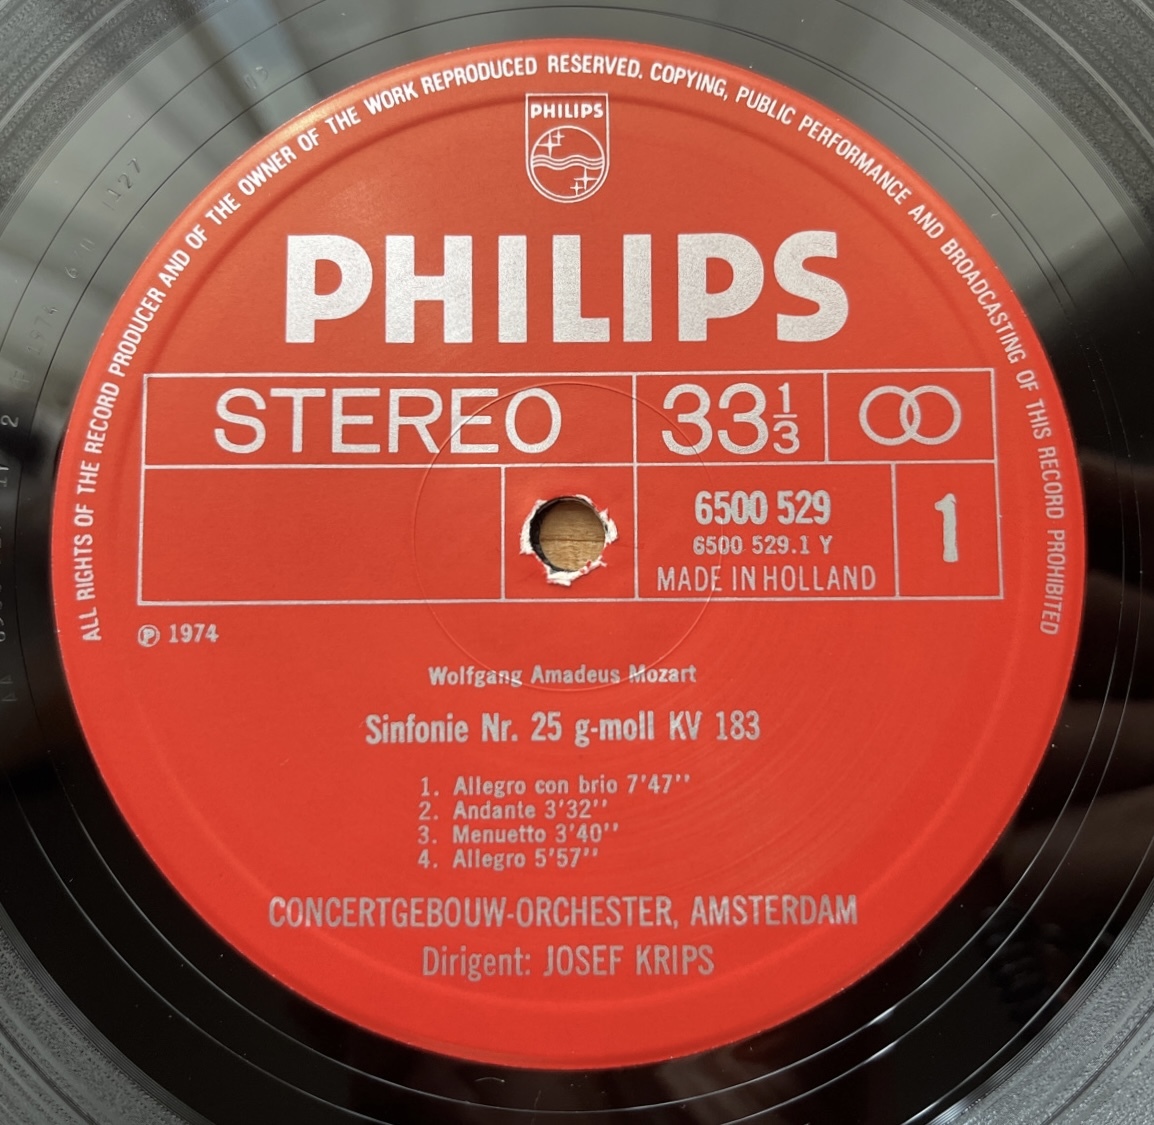 ALL RIGHTS OF THE RECORD PRODUCER AND OF THE OWNER OF THE WORK REPRODUCED RESERVED. COPYING, PUBLIC PERFORMANCE AND BROADCASTING OF THIS RECORD PROHIBITED
PHILIPS
PHILIPS
STEREO 33 1/3
6500 529
6500 529.1 Y
MADE IN HOLLAND
1
℗ 1974
Wolfgang Amadeus Mozart
Sinfonie Nr. 25 g-moll KV 183
1. Allegro con brio 7'47''
2. Andante 3'32''
3. Menuetto 3'40''
4. Allegro 5'57''
CONCERTGEBOUW-ORCHESTER, AMSTERDAM
Dirigent: JOSEF KRIPS